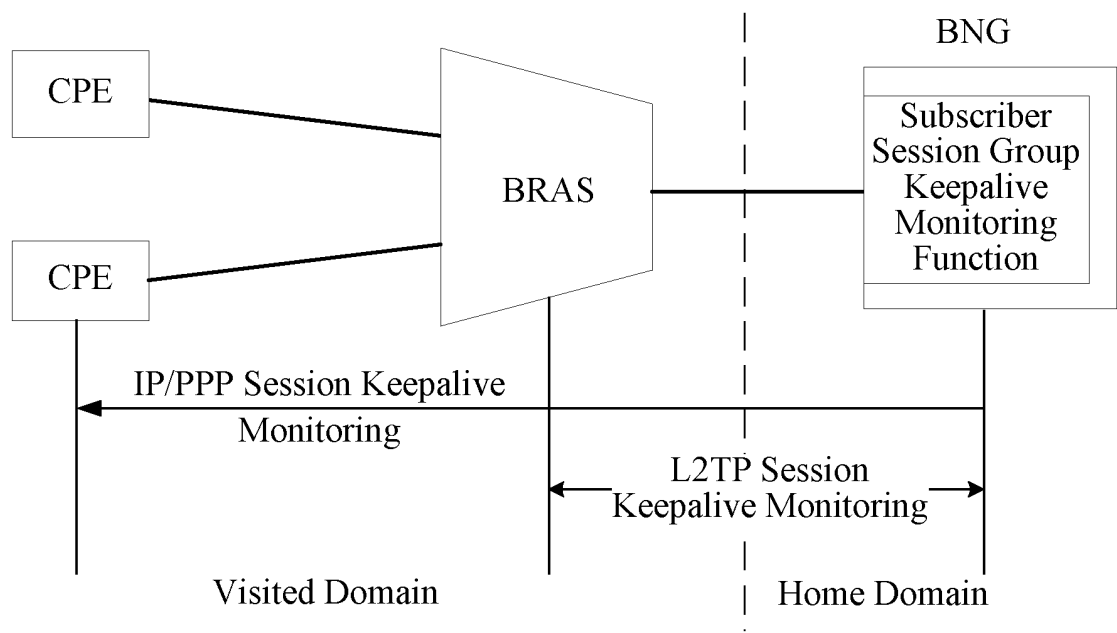 BNG
CPE
BRAS
Subscriber
Session Group
Keepalive
Monitoring
Function
CPE
IP/PPP Session Keepalive
Monitoring
L2TP Session
Keepalive Monitoring
Visited Domain
Home Domain